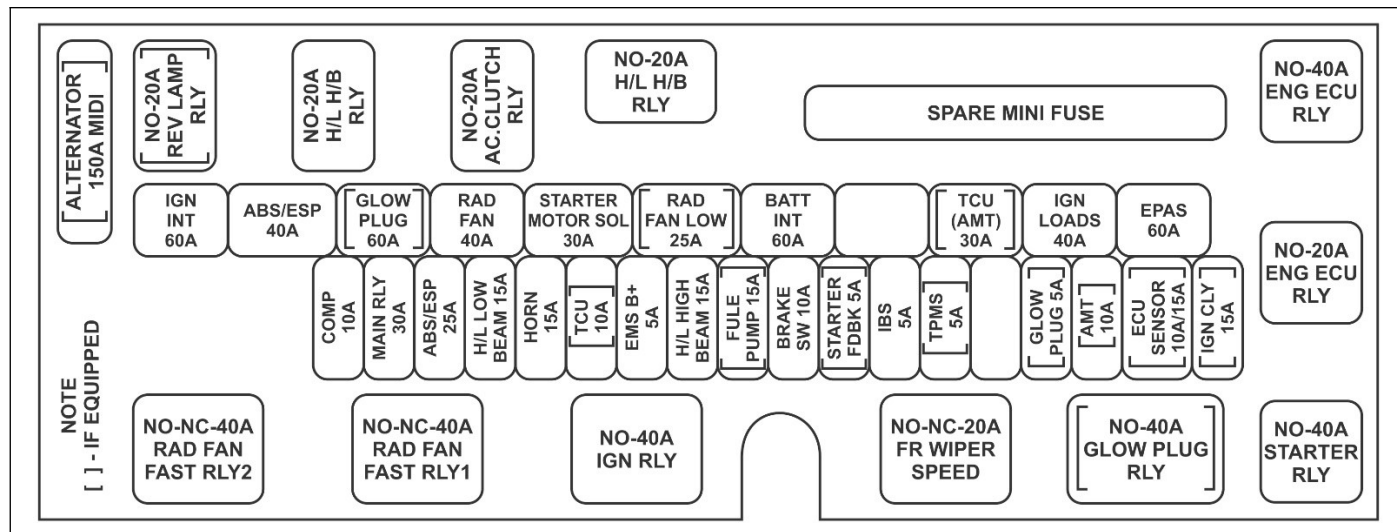 [ALTERNATOR
150A MIDI]
[NO-20A
REV LAMP
RLY]
NO-20A
H/L H/B
RLY
NO-20A
AC.CLUTCH
RLY
NO-20A
H/L H/B
RLY
SPARE MINI FUSE
NO-40A
ENG ECU
RLY
IGN
INT
60A
ABS/ESP
40A
[GLOW
PLUG
60A]
RAD
FAN
40A
STARTER
MOTOR SOL
30A
[RAD
FAN LOW
25A]
BATT
INT
60A
[TCU
(AMT)
30A]
IGN
LOADS
40A
EPAS
60A
NO-20A
ENG ECU
RLY
COMP
10A
MAIN RLY
30A
ABS/ESP
25A
H/L LOW
BEAM 15A
HORN
15A
[TCU
10A]
EMS B+
5A
H/L HIGH
BEAM 15A
[FULE
PUMP 15A]
BRAKE
SW 10A
[STARTER
FDBK 5A]
IBS
5A
[TPMS
5A]
[GLOW
PLUG 5A]
[AMT
10A]
[ECU
SENSOR
10A/15A]
[IGN CLY
15A]
NOTE
[ ] - IF EQUIPPED
NO-NC-40A
RAD FAN
FAST RLY2
NO-NC-40A
RAD FAN
FAST RLY1
NO-40A
IGN RLY
NO-NC-20A
FR WIPER
SPEED
[NO-40A
GLOW PLUG
RLY]
NO-40A
STARTER
RLY